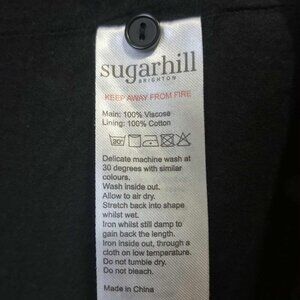 sugarhill
BRIGHTON
KEEP AWAY FROM FIRE
Main: 100% Viscose
Lining: 100% Cotton
30°
Delicate machine wash at
30 degrees with similar
colours.
Wash inside out.
Allow to air dry.
Stretch back into shape
whilst wet.
Iron whilst still damp to
gain back the length.
Iron inside out, through a
cloth on low temperature.
Do not tumble dry.
Do not bleach.
Made in China